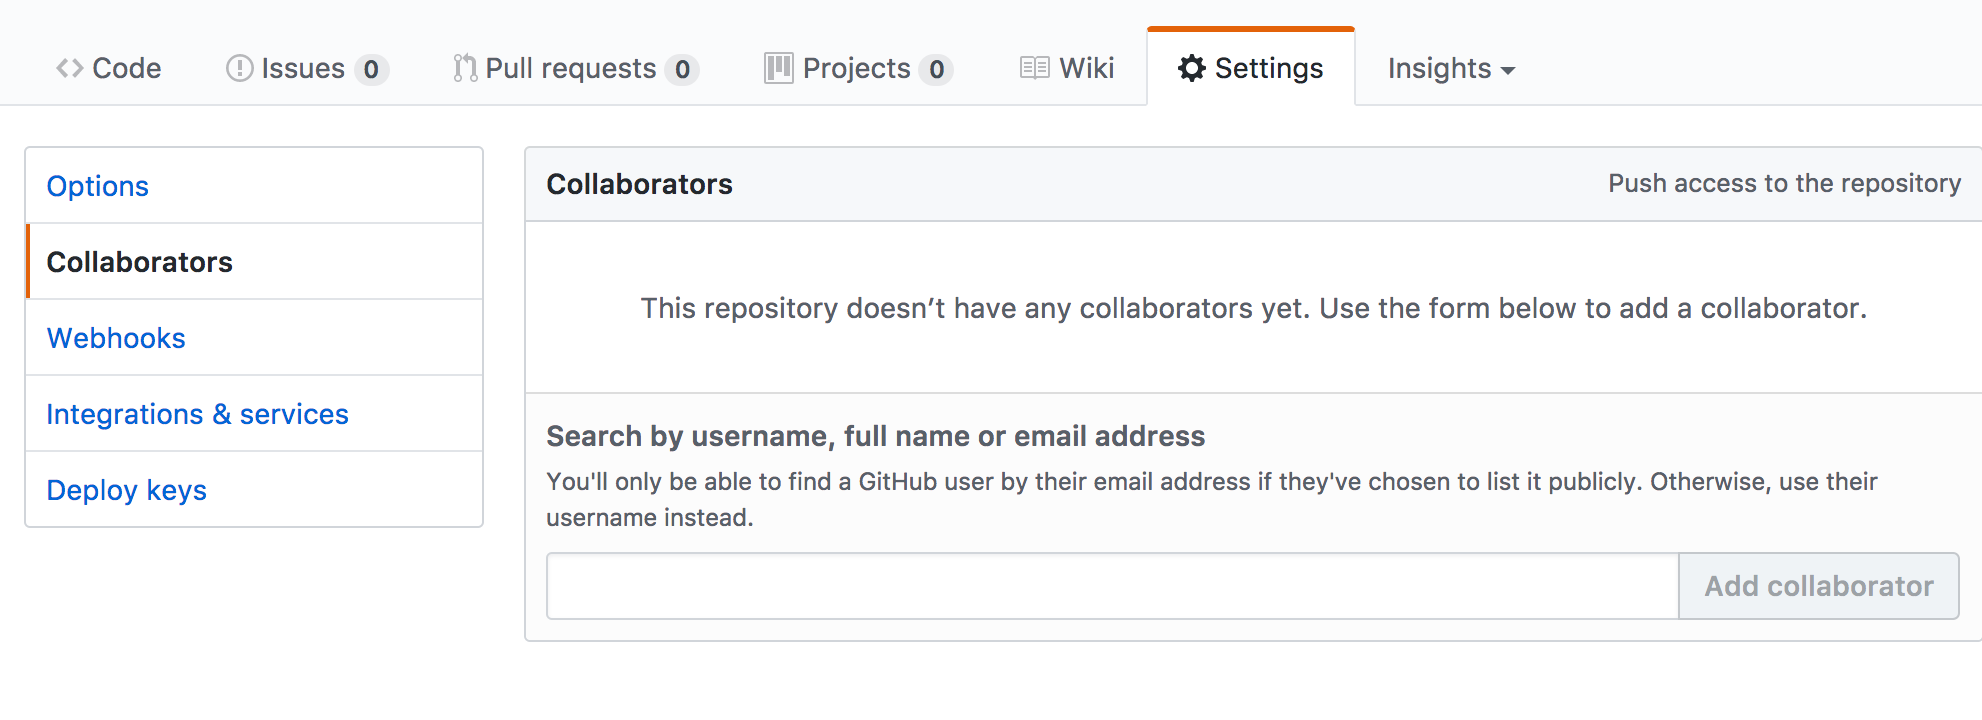 Code Issues 0 Pull requests 0 Projects 0 Wiki Settings Insights
Options
Collaborators
Webhooks
Integrations & services
Deploy keys
Collaborators Push access to the repository
This repository doesn’t have any collaborators yet. Use the form below to add a collaborator.
Search by username, full name or email address
You'll only be able to find a GitHub user by their email address if they've chosen to list it publicly. Otherwise, use their
username instead.
Add collaborator